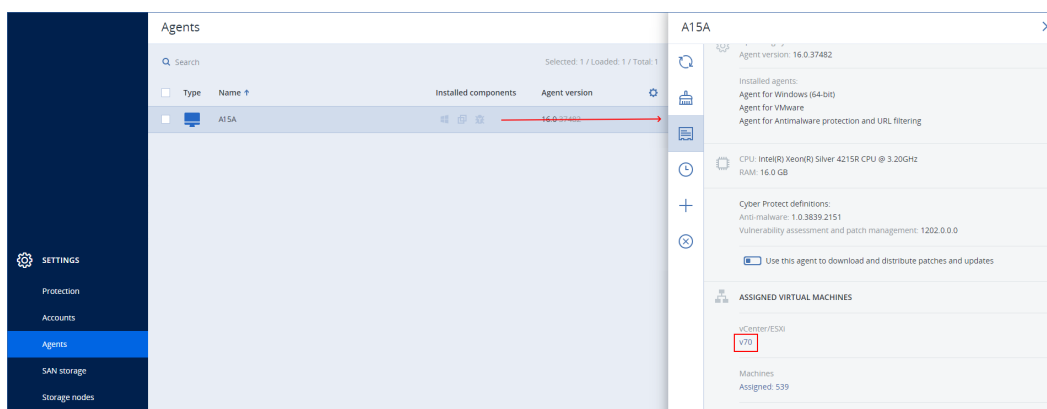 Agents
Search
Selected: 1 / Loaded: 1 / Total: 1
Type Name ↑ Installed components Agent version
A15A 16.0.37482
SETTINGS
Protection
Accounts
Agents
SAN storage
Storage nodes
A15A
Agent version: 16.0.37482
Installed agents:
Agent for Windows (64-bit)
Agent for VMware
Agent for Antimalware protection and URL filtering
CPU: Intel(R) Xeon(R) Silver 4215R CPU @ 3.20GHz
RAM: 16.0 GB
Cyber Protect definitions:
Anti-malware: 1.0.3839.2151
Vulnerability assessment and patch management: 1202.0.0.0
Use this agent to download and distribute patches and updates
ASSIGNED VIRTUAL MACHINES
vCenter/ESXi
v70
Machines
Assigned: 539